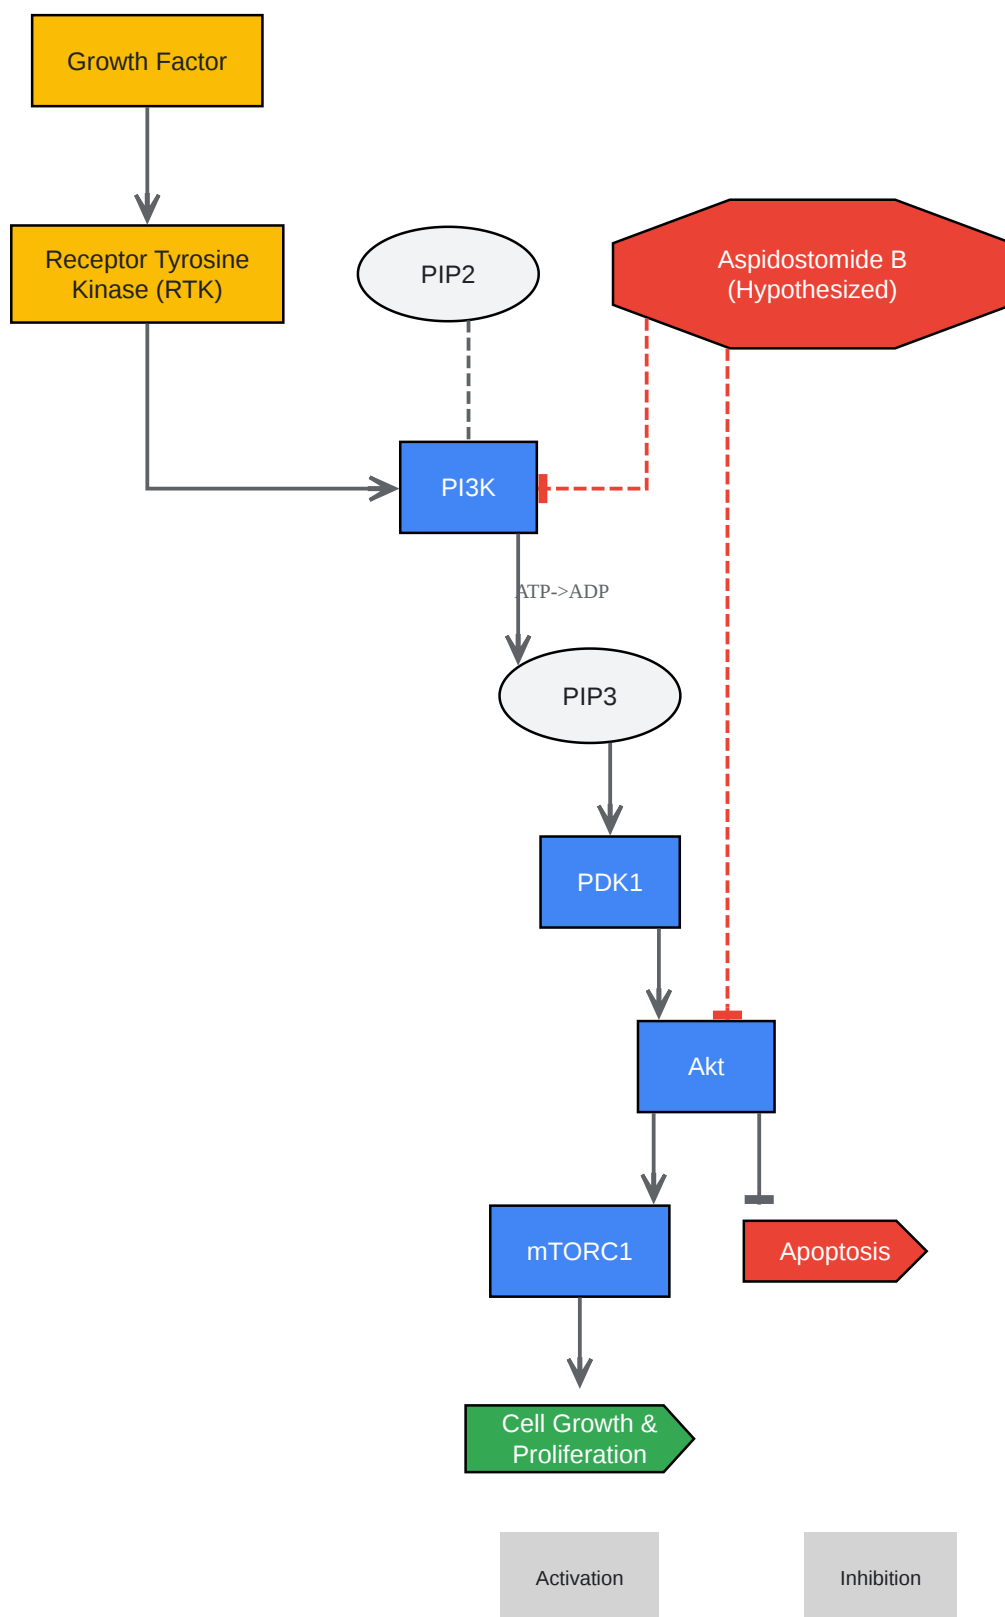 Growth Factor
Receptor Tyrosine
Kinase (RTK)
PIP2
Aspidostomide B
(Hypothesized)
PI3K
ATP->ADP
PIP3
PDK1
Akt
mTORC1
Apoptosis
Cell Growth &
Proliferation
Activation
Inhibition